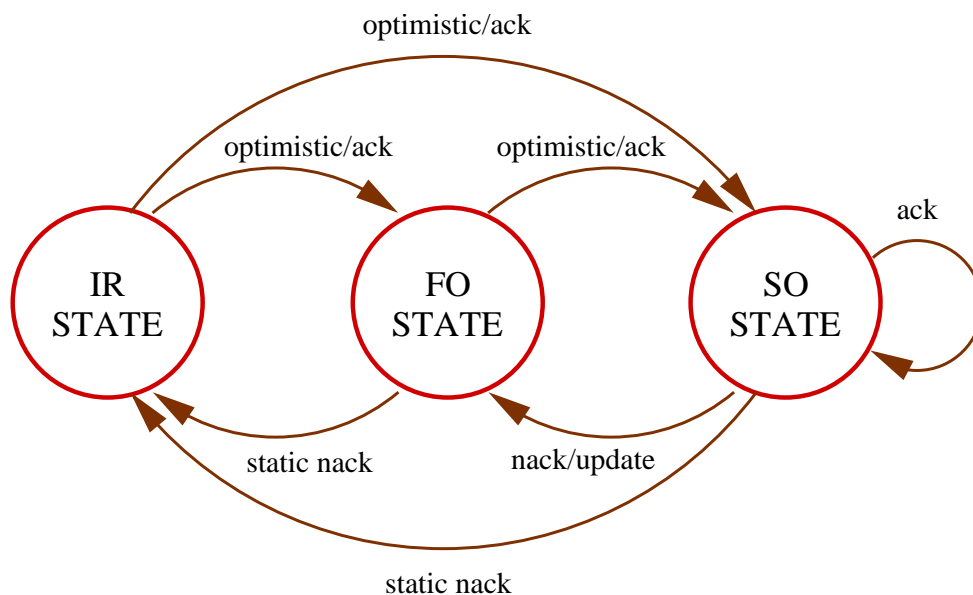 optimistic/ack
optimistic/ack
optimistic/ack
ack
IR
STATE
FO
STATE
SO
STATE
static nack
nack/update
static nack